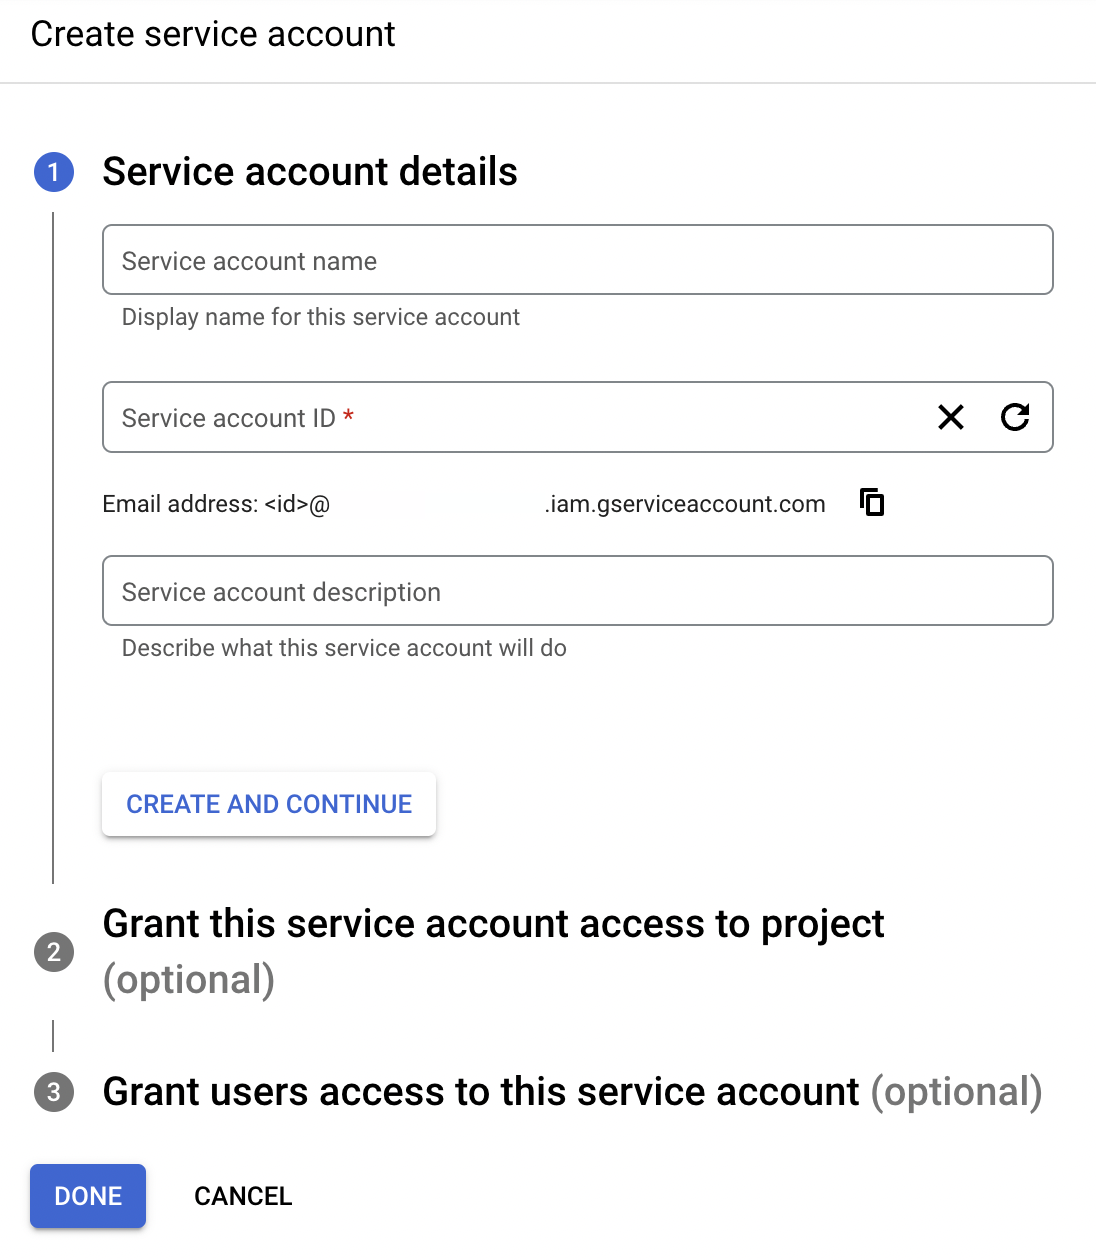 Create service account
1 Service account details
Service account name
Display name for this service account
Service account ID *
Email address: <id>@ .iam.gserviceaccount.com
Service account description
Describe what this service account will do
CREATE AND CONTINUE
Grant this service account access to project
2 (optional)
3 Grant users access to this service account (optional)
DONE CANCEL